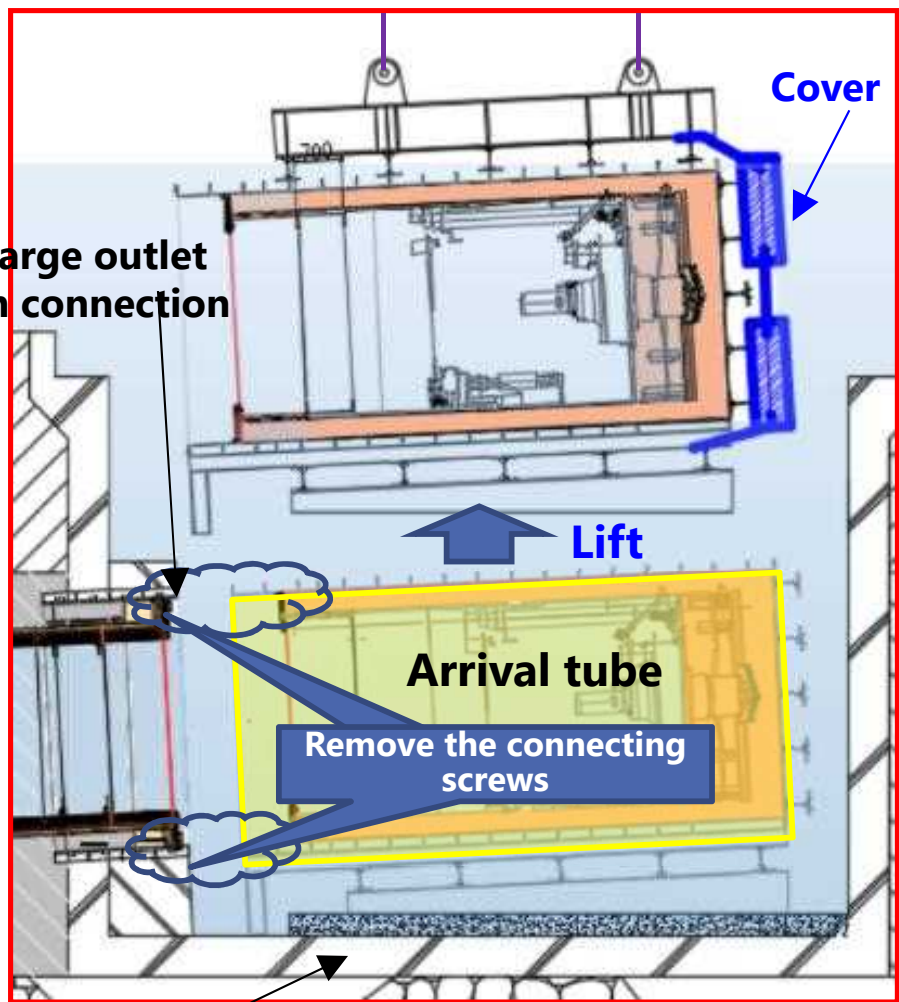 Cover
700
arge outlet
connection
Lift
Arrival tube
Remove the connecting
screws